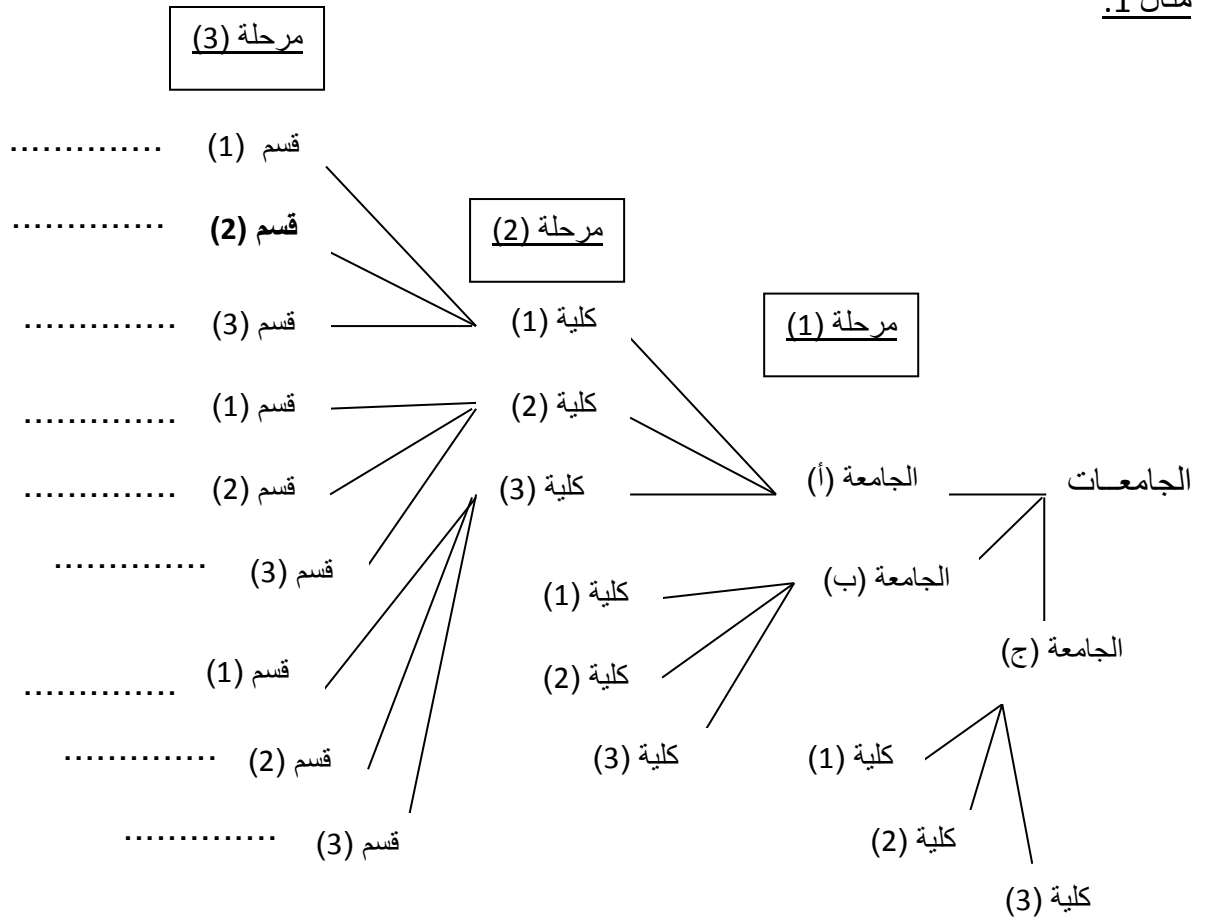 مثال 1:
مرحلة (3)
قسم (1) ..............
مرحلة (2)
قسم (2) ..............
مرحلة (1)
كلية (1)
قسم (3) ..............
كلية (2)
قسم (1) ..............
الجامعــات
الجامعة (أ)
كلية (3)
قسم (2) ..............
الجامعة (ب)
كلية (1)
قسم (3) ..............
الجامعة (ج)
كلية (2)
قسم (1) ..............
كلية (1)
كلية (3)
قسم (2) ..............
كلية (2)
قسم (3) ..............
كلية (3)